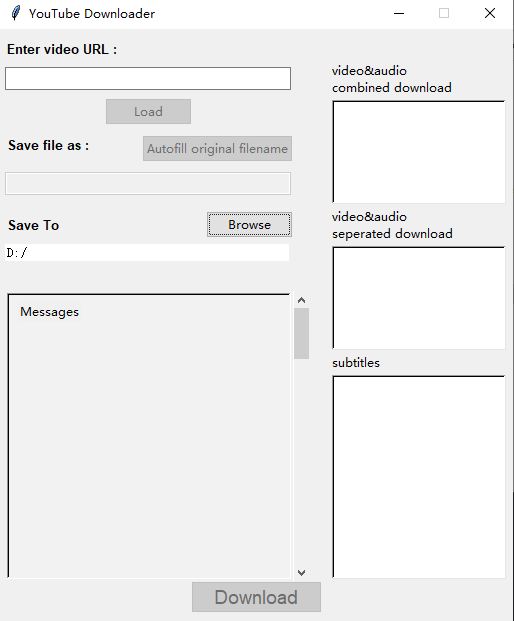 YouTube Downloader
Enter video URL :
Load
Save file as :
Autofill original filename
Save To
Browse
D:/
Messages
video&audio
combined download
video&audio
seperated download
subtitles
Download